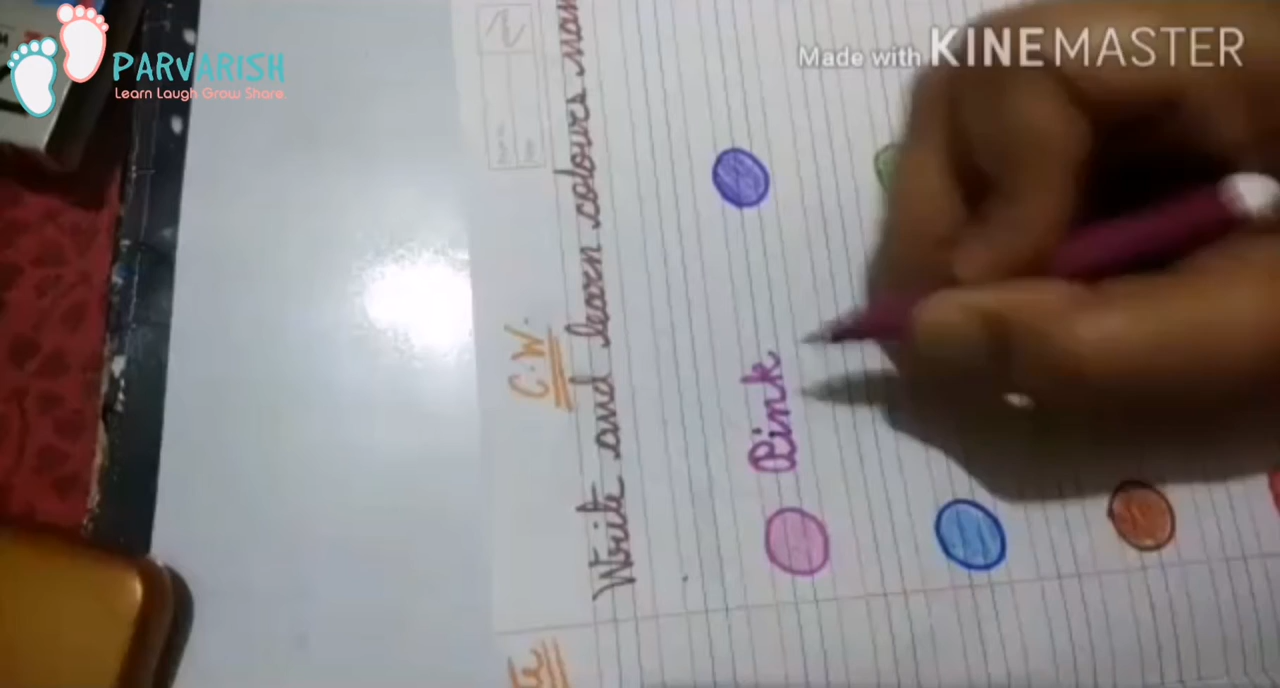 PARVARISH
Learn Laugh Grow Share.
Made with KINEMASTER
C.W.
Write and learn colours
Pink